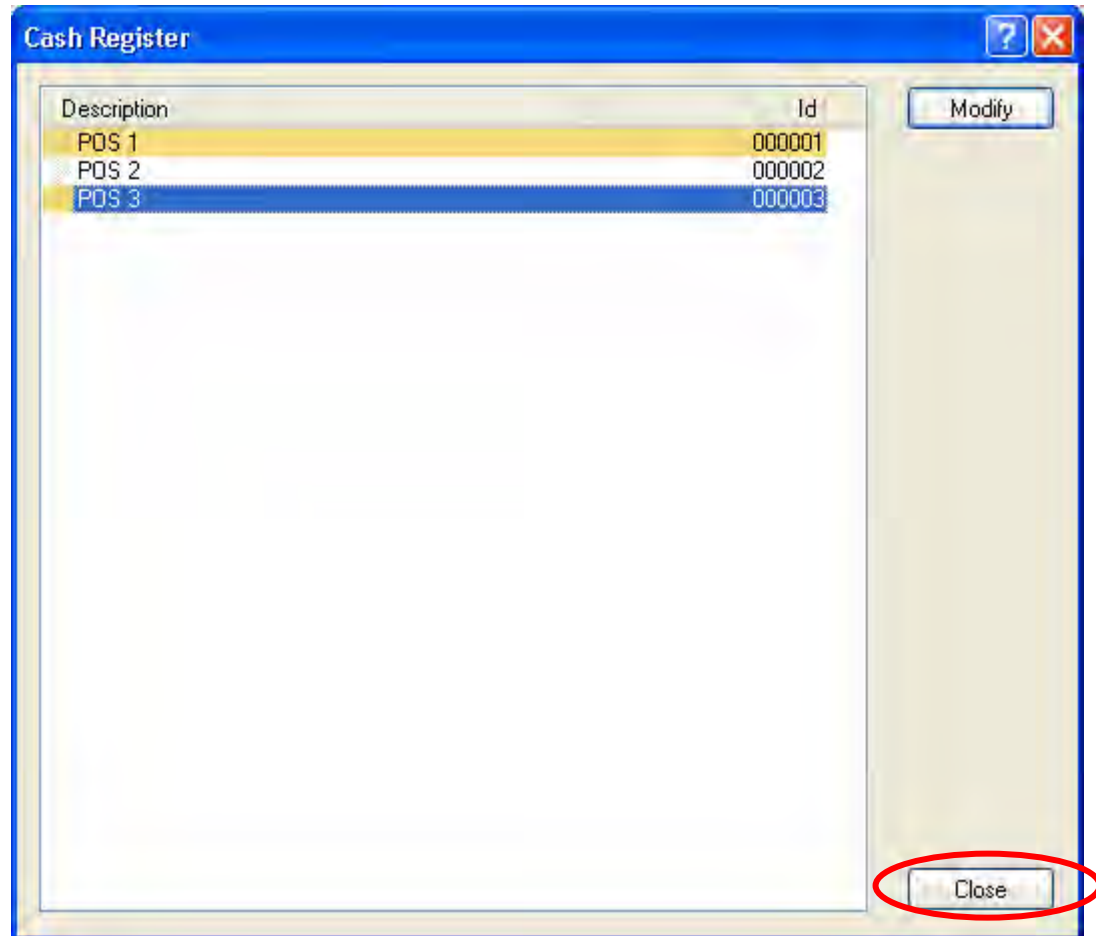 Cash Register
?
Description Id
Modify
POS 1 000001
POS 2 000002
POS 3 000003
Close